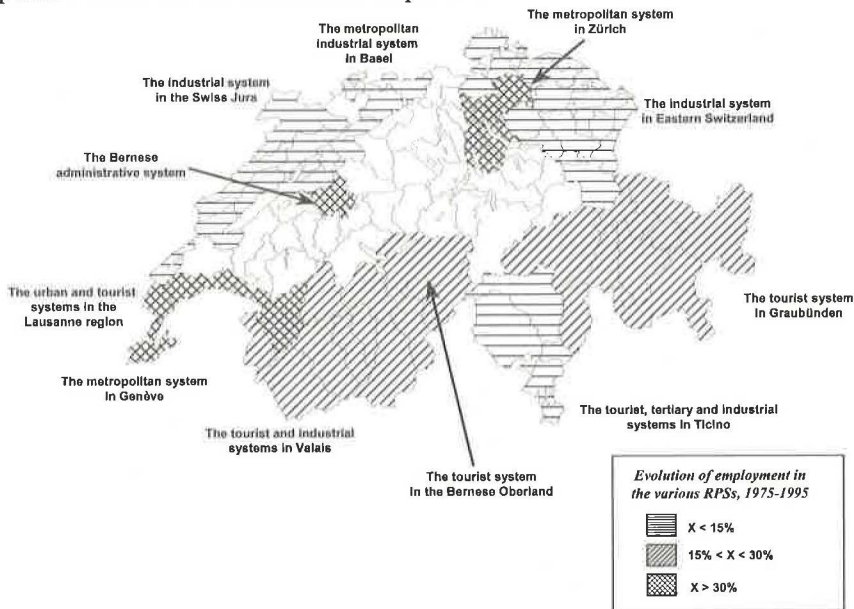 The metropolitan system
in Zürich
The metropolitan
industrial system
in Basel
The industrial system
in the Swiss Jura
The industrial system
in Eastern Switzerland
The Bernese
administrative system
The urban and tourist
systems in the
Lausanne region
The tourist system
in Graubünden
The metropolitan system
in Genève
The tourist, tertiary and industrial
systems in Ticino
The tourist and industrial
systems in Valais
The tourist system
in the Bernese Oberland
Evolution of employment in
the various RPSs, 1975-1995
X < 15%
15% < X < 30%
X > 30%